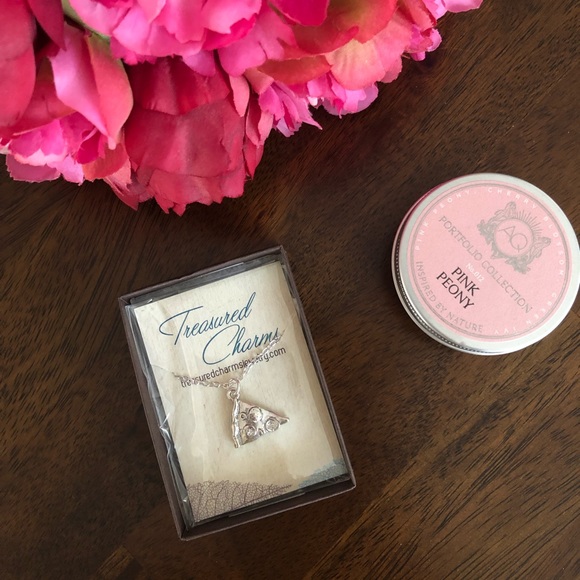 Treasured
Charms
treasuredcharmsjewelry.com
AQ
PORTFOLIO COLLECTION
PINK
PEONY
INSPIRED BY NATURE